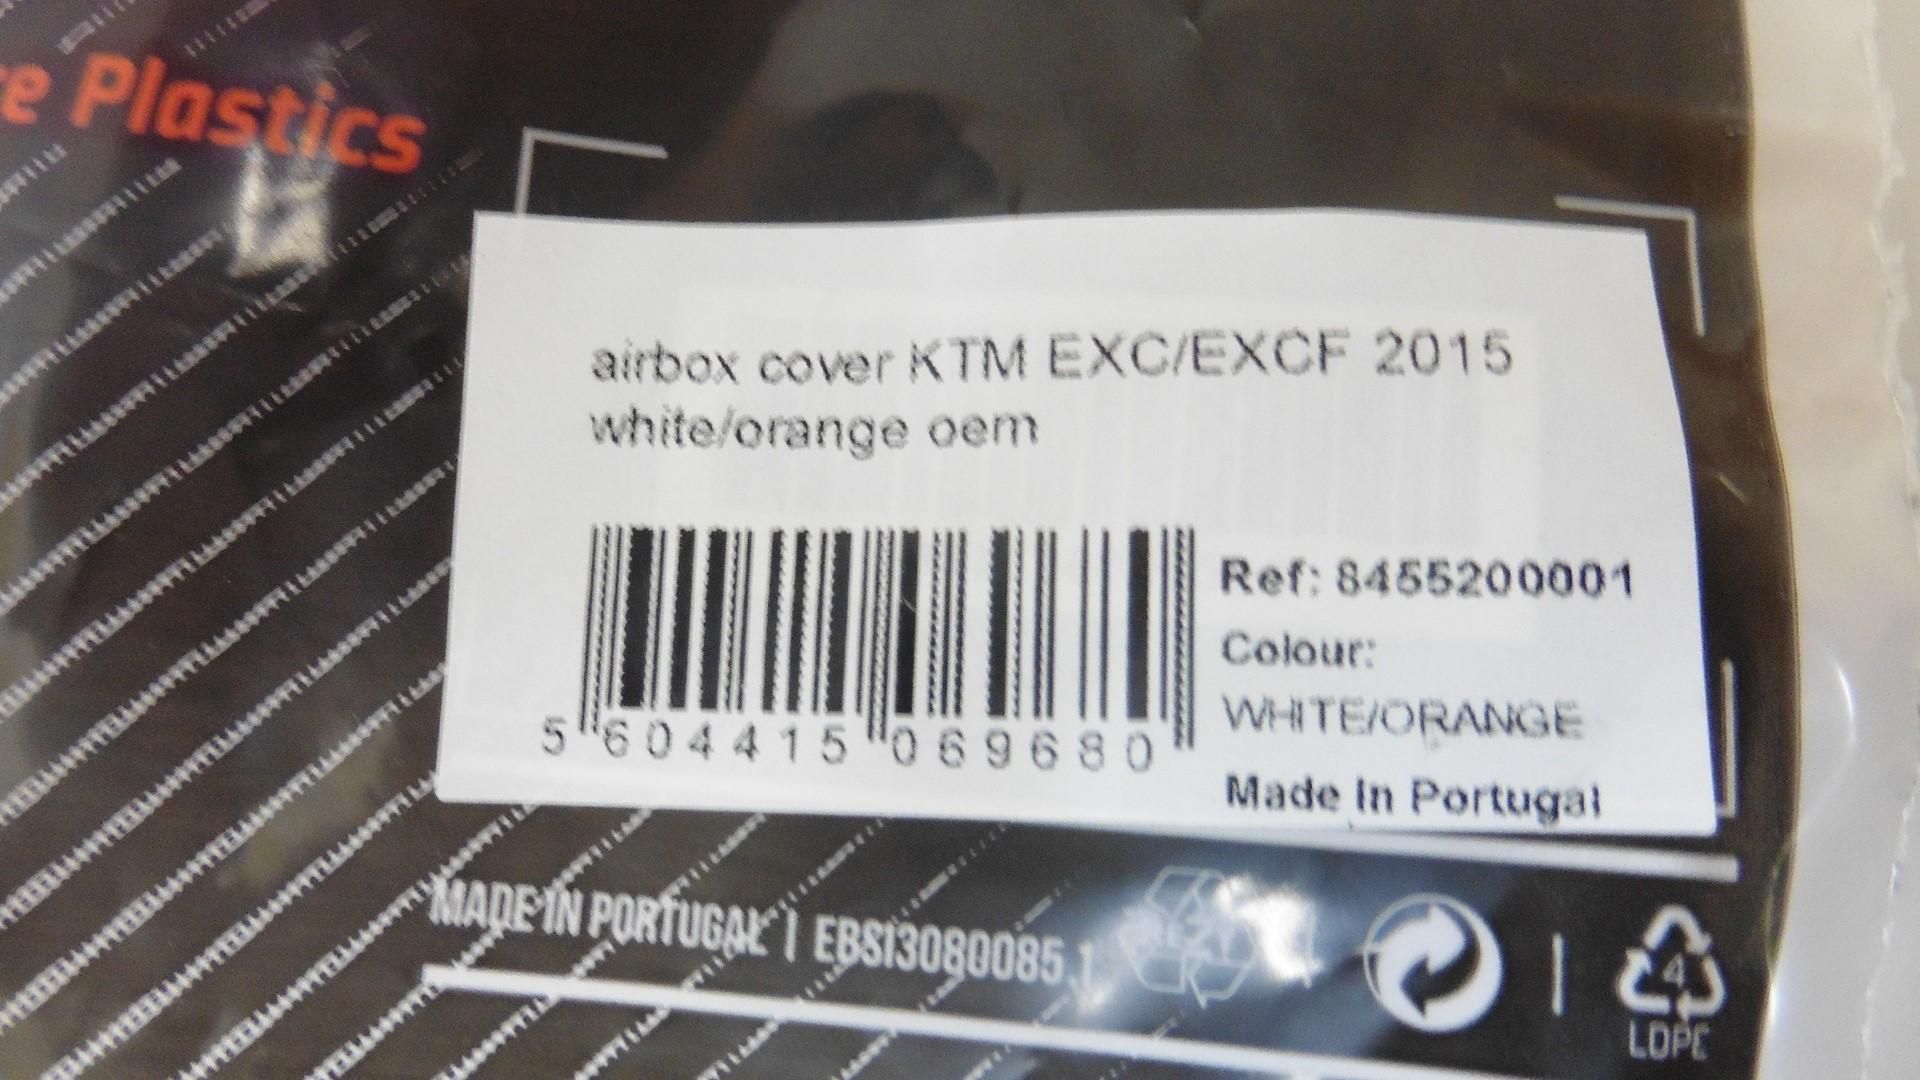 e Plastics
airbox cover KTM EXC/EXCF 2015
white/orange oem
Ref: 8455200001
Colour:
WHITE/ORANGE
5 604415 069680
Made In Portugal
MADE IN PORTUGAL | EBS13080085
4
LDPE